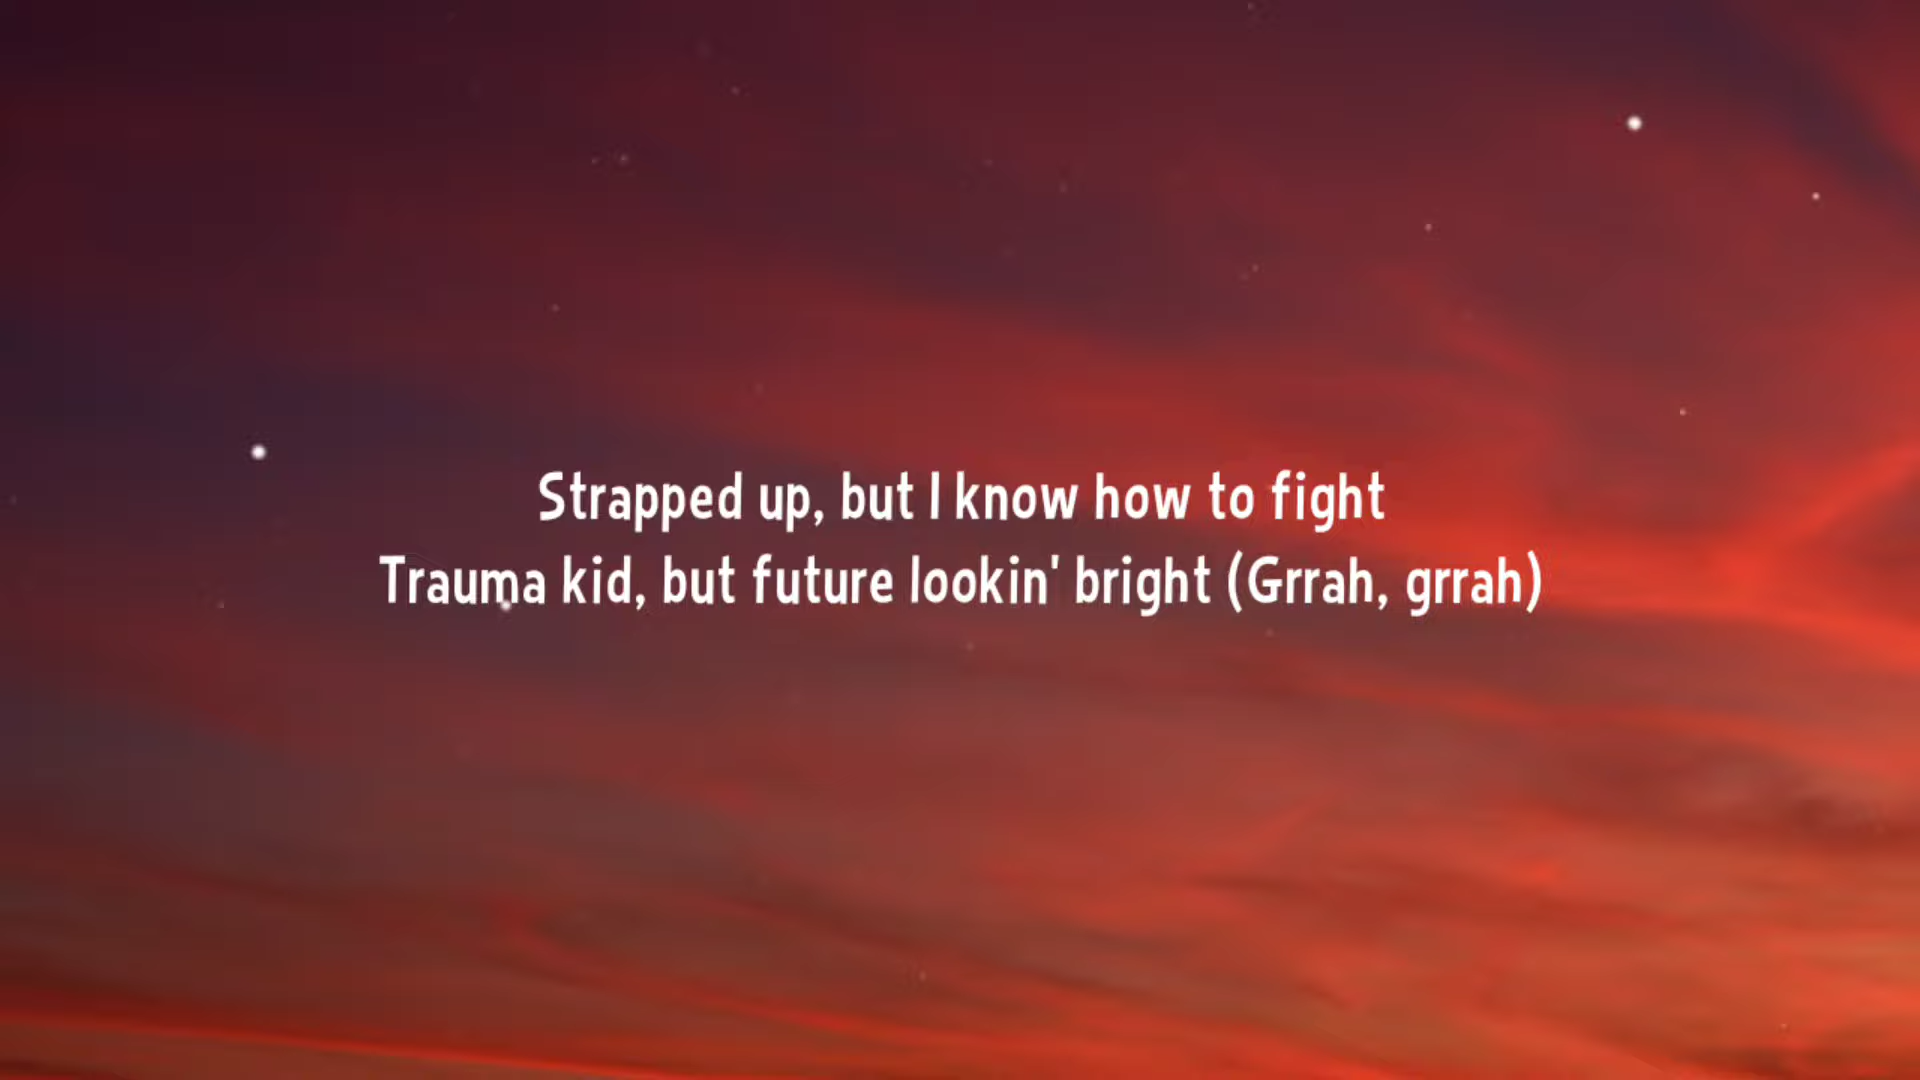 Strapped up, but I know how to fight
Trauma kid, but future lookin' bright (Grrah, grrah)